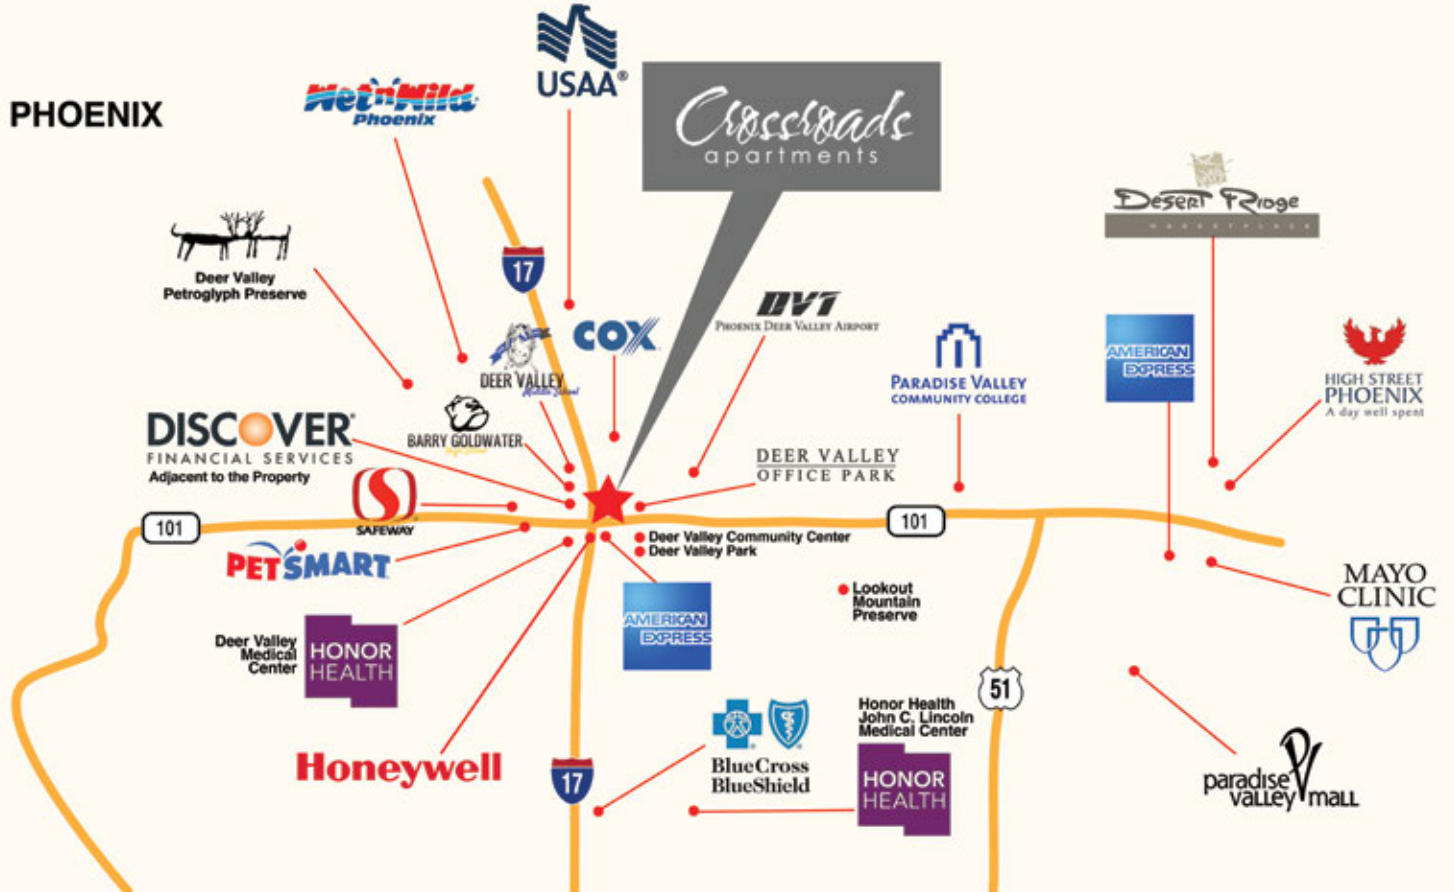 PHOENIX
Wet'n'Wild
Phoenix
USAA®
Crossroads
apartments
Desert Ridge
MARKETPLACE
Deer Valley
Petroglyph Preserve
17
DEER VALLEY
Middle School
COX
DVT
PHOENIX DEER VALLEY AIRPORT
PARADISE VALLEY
COMMUNITY COLLEGE
AMERICAN
EXPRESS
HIGH STREET
PHOENIX
A day well spent
DISCOVER®
FINANCIAL SERVICES
Adjacent to the Property
BARRY GOLDWATER
DEER VALLEY
OFFICE PARK
SAFEWAY
101
101
Deer Valley Community Center
Deer Valley Park
PETSMART
Lookout
Mountain
Preserve
MAYO
CLINIC
Deer Valley
Medical
Center
HONOR
HEALTH
AMERICAN
EXPRESS
51
Honeywell
17
BlueCross
BlueShield
Honor Health
John C. Lincoln
Medical Center
HONOR
HEALTH
paradise
valley mall